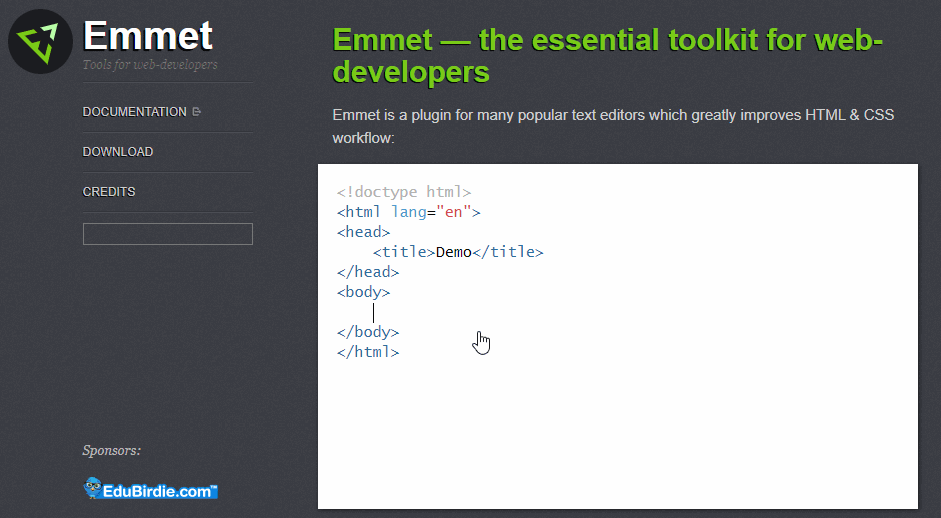 Emmet
Tools for web-developers
DOCUMENTATION
DOWNLOAD
CREDITS
Sponsors:
EduBirdie.com™
Emmet — the essential toolkit for web-
developers
Emmet is a plugin for many popular text editors which greatly improves HTML & CSS
workflow:
<!doctype html>
<html lang="en">
<head>
    <title>Demo</title>
</head>
<body>
</body>
</html>